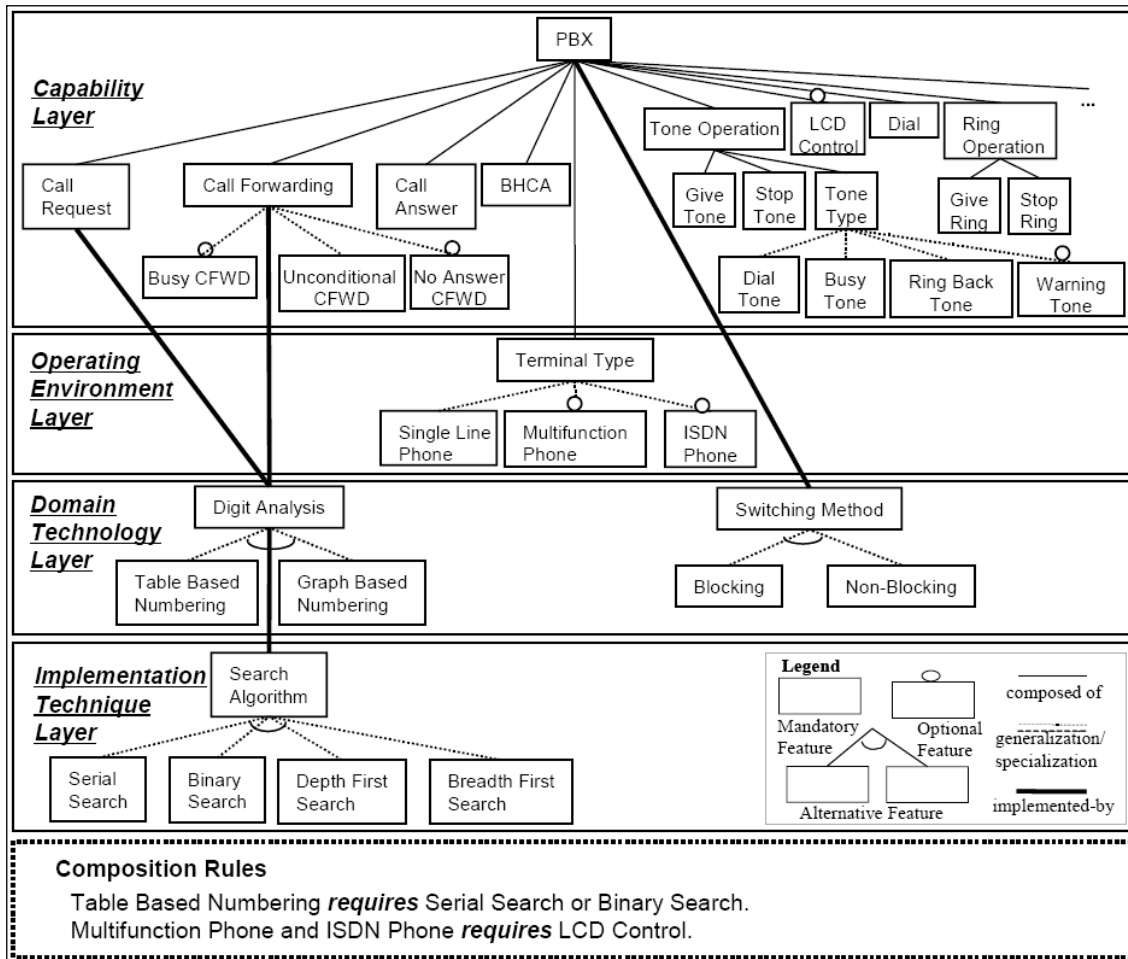 PBX
Capability
Layer
...
Tone Operation
LCD
Control
Dial
Ring
Operation
Call
Request
Call Forwarding
Call
Answer
BHCA
Give
Tone
Stop
Tone
Tone
Type
Give
Ring
Stop
Ring
Busy CFWD
Unconditional
CFWD
No Answer
CFWD
Dial
Tone
Busy
Tone
Ring Back
Tone
Warning
Tone
Operating
Environment
Layer
Terminal Type
Single Line
Phone
Multifunction
Phone
ISDN
Phone
Domain
Technology
Layer
Digit Analysis
Switching Method
Table Based
Numbering
Graph Based
Numbering
Blocking
Non-Blocking
Implementation
Technique
Layer
Search
Algorithm
Serial
Search
Binary
Search
Depth First
Search
Breadth First
Search
Legend
Mandatory
Feature
Optional
Feature
Alternative Feature
composed of
generalization/
specialization
implemented-by
Composition Rules
Table Based Numbering requires Serial Search or Binary Search.
Multifunction Phone and ISDN Phone requires LCD Control.